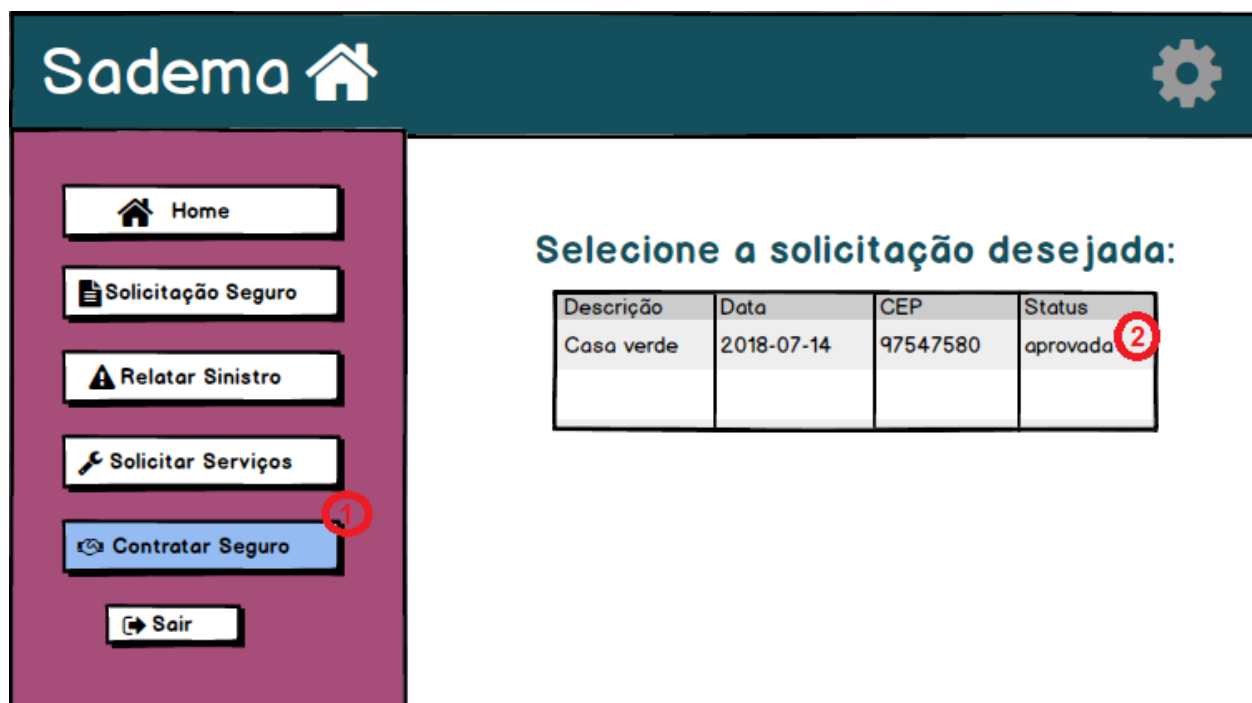 Sadema
Home
Solicitação Seguro
Relatar Sinistro
Solicitar Serviços
1
Contratar Seguro
Sair
Selecione a solicitação desejada:
Descrição Data CEP Status
Casa verde 2018-07-14 97547580 aprovada 2